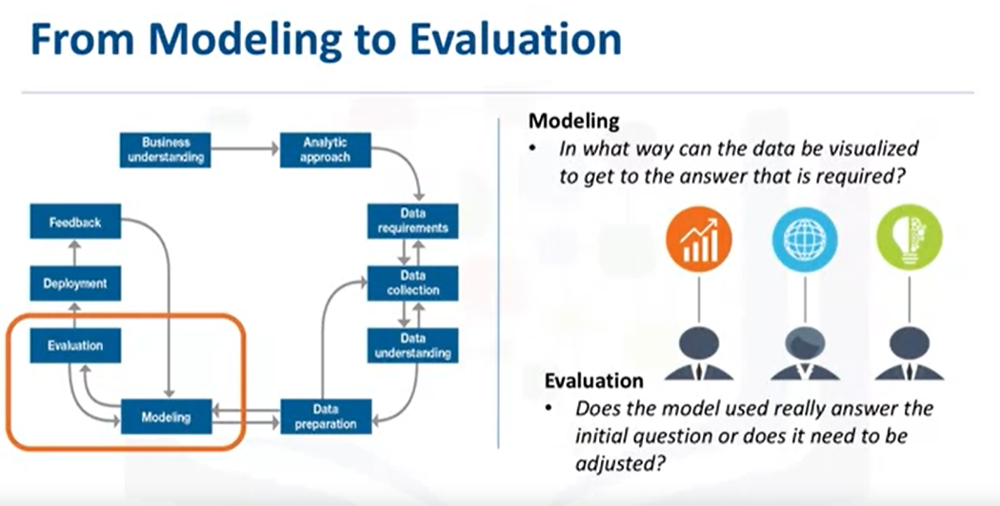 From Modeling to Evaluation
Business
understanding
Analytic
approach
Feedback
Data
requirements
Deployment
Data
collection
Evaluation
Data
understanding
Modeling
Data
preparation
Modeling
• In what way can the data be visualized
to get to the answer that is required?
Evaluation
• Does the model used really answer the
initial question or does it need to be
adjusted?